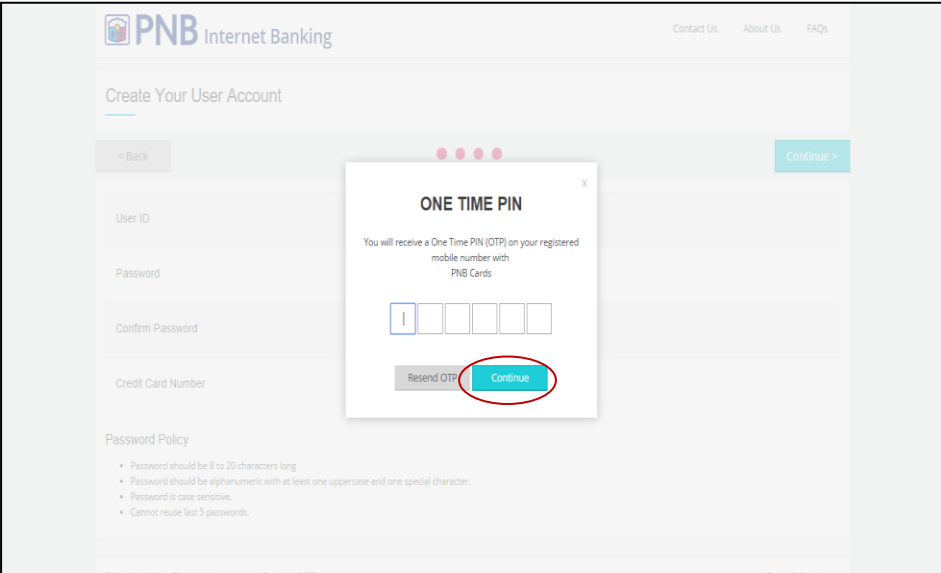 PNB Internet Banking
Contact Us About Us FAQs
Create Your User Account
< Back
Continue >
X
ONE TIME PIN
You will receive a One Time PIN (OTP) on your registered
mobile number with
PNB Cards
Resend OTP
Continue
User ID
Password
Confirm Password
Credit Card Number
Password Policy
Password should be 8 to 20 characters long
Password should be alphanumeric with at least one uppercase and one special character.
Password is case sensitive.
Cannot reuse last 5 passwords.